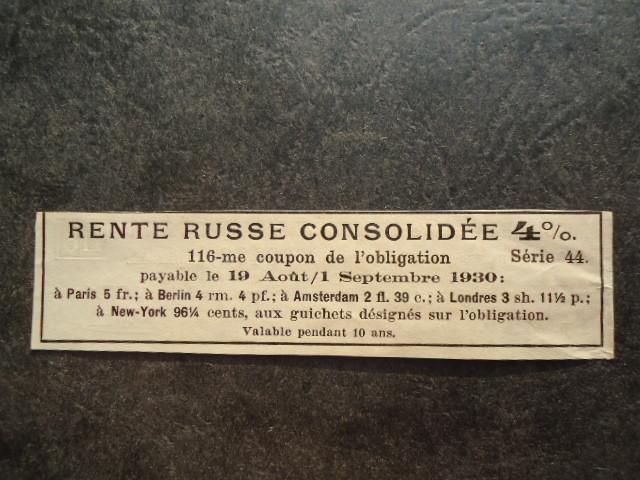 RENTE RUSSE CONSOLIDÉE 4%.
116-me coupon de l'obligation Série 44.
payable le 19 Août/1 Septembre 1930:
à Paris 5 fr.; à Berlin 4 rm. 4 pf.; à Amsterdam 2 fl. 39 c.; à Londres 3 sh. 11½ p.;
à New-York 96¼ cents, aux guichets désignés sur l'obligation.
Valable pendant 10 ans.